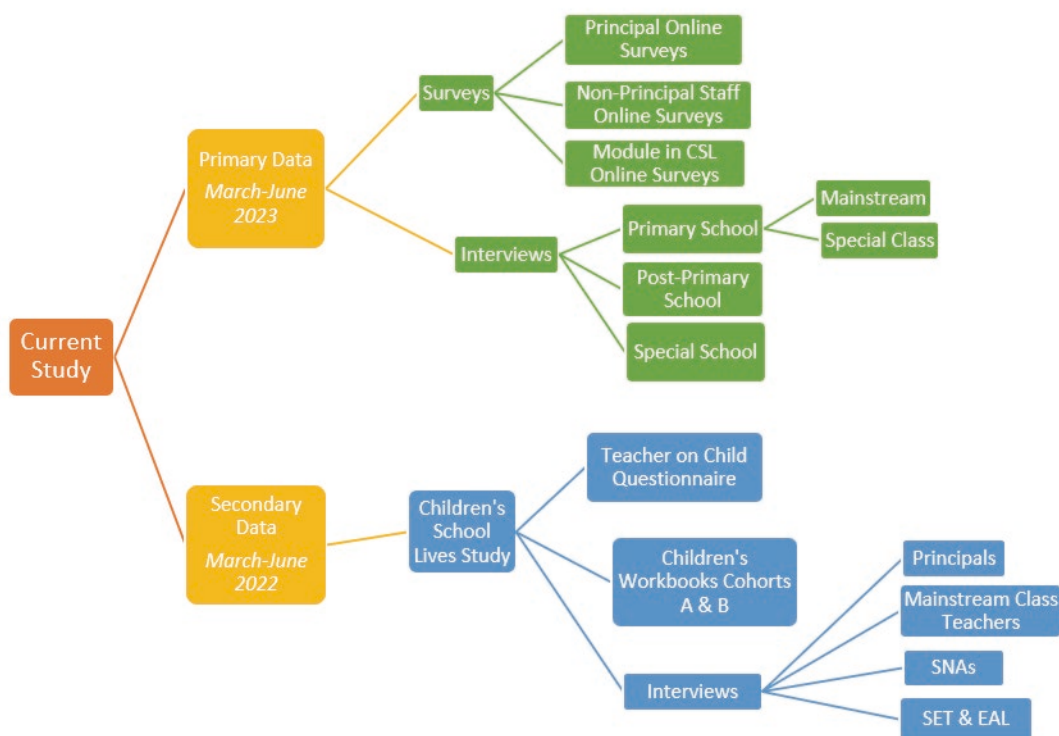 Current
Study
Primary Data
March-June
2023
Surveys
Principal Online
Surveys
Non-Principal Staff
Online Surveys
Module in CSL
Online Surveys
Interviews
Primary School
Mainstream
Special Class
Post-Primary
School
Special School
Secondary
Data
March-June
2022
Children's
School
Lives Study
Teacher on Child
Questionnaire
Children's
Workbooks Cohorts
A & B
Interviews
Principals
Mainstream Class
Teachers
SNAs
SET & EAL